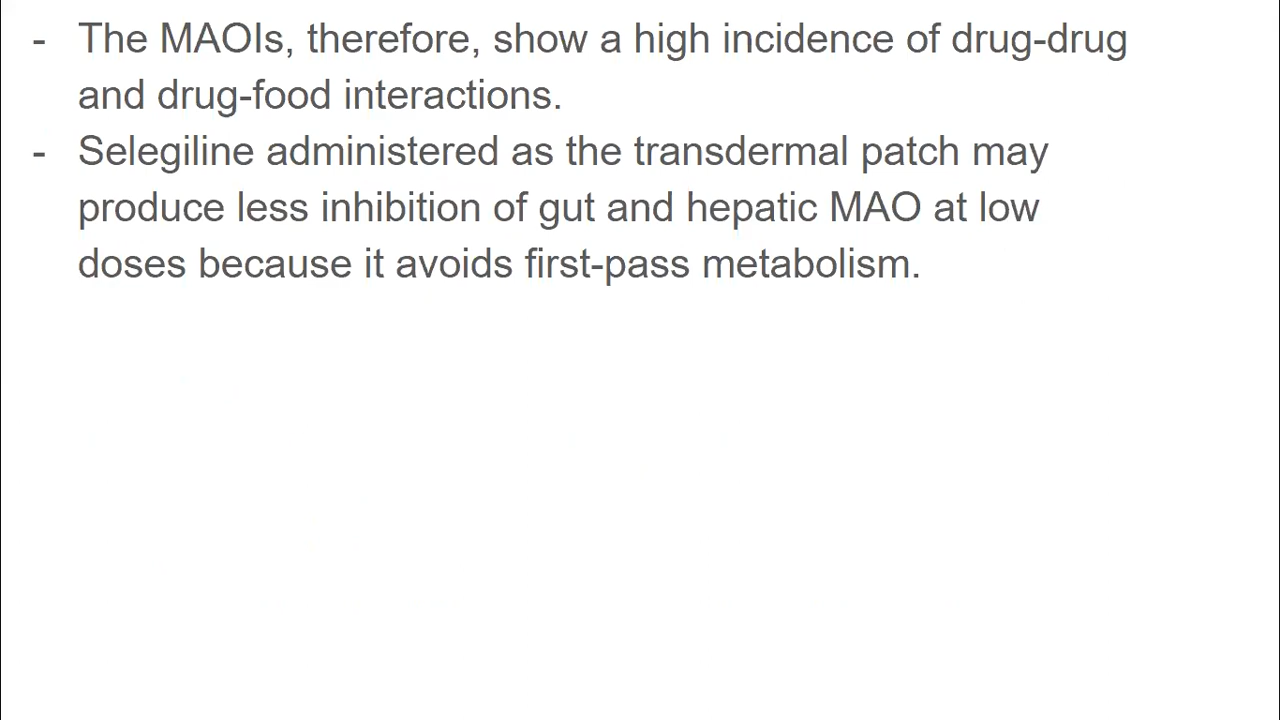 - The MAOIs, therefore, show a high incidence of drug-drug
and drug-food interactions.
- Selegiline administered as the transdermal patch may
produce less inhibition of gut and hepatic MAO at low
doses because it avoids first-pass metabolism.